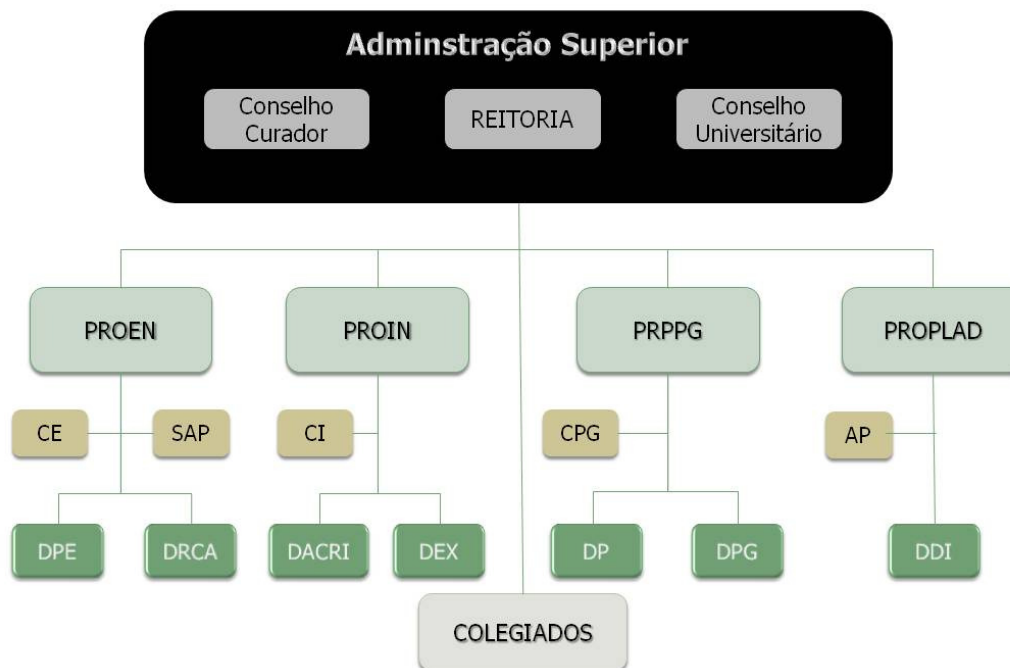 Adminstração Superior
Conselho
Curador
REITORIA
Conselho
Universitário
PROEN
PROIN
PRPPG
PROPLAD
CE
SAP
CI
CPG
AP
DPE
DRCA
DACRI
DEX
DP
DPG
DDI
COLEGIADOS